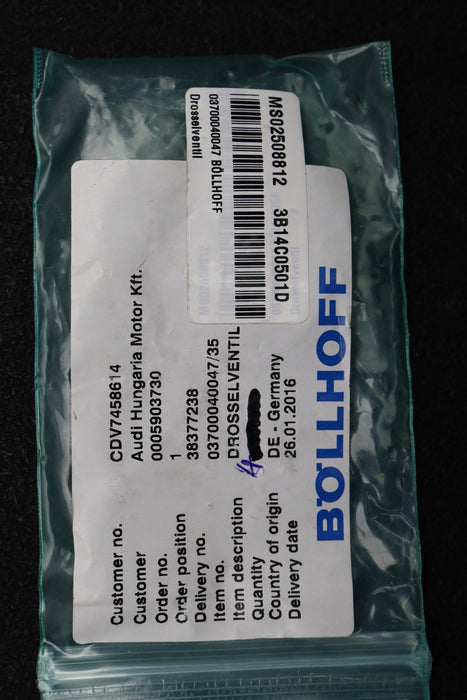 MS02508812 3B14C0501D
03700040047 BÖLLHOFF
Drosselventil
Customer no. CDV7458614
Customer Audi Hungaria Motor Kft.
Order no. 0005903730
Order position 1
Delivery no. 38377238
Item no. 03700040047/35
Item description DROSSELVENTIL
Quantity 4
Country of origin DE - Germany
Delivery date 26.01.2016
BÖLLHOFF